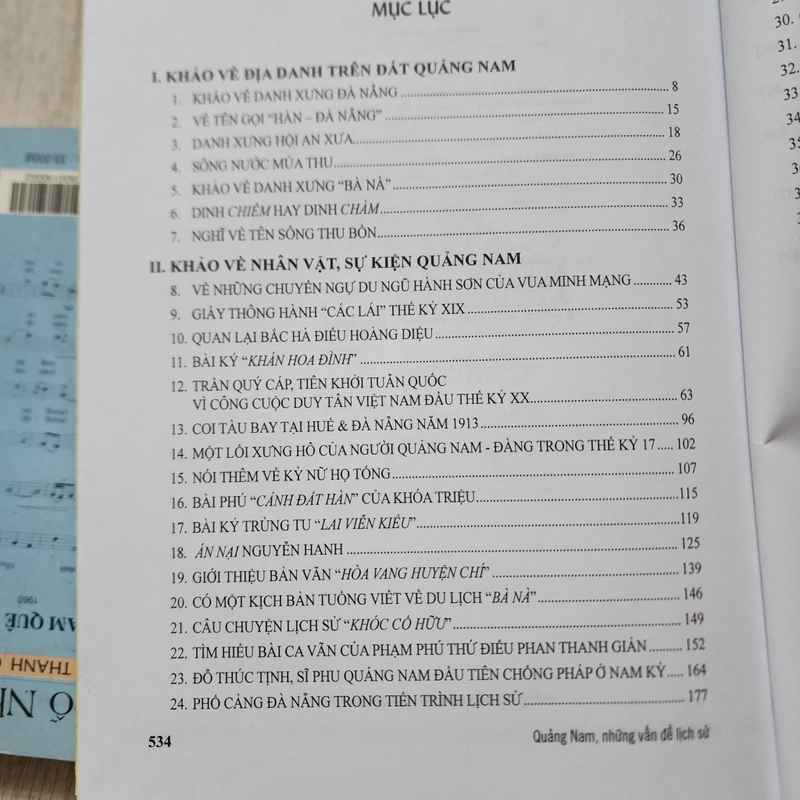 MỤC LỤC
I. KHẢO VỀ ĐỊA DANH TRÊN ĐẤT QUẢNG NAM
1. KHẢO VỀ DANH XƯNG ĐÀ NẴNG 8
2. VỀ TÊN GỌI “HÀN – ĐÀ NẴNG” 15
3. DANH XƯNG HỘI AN XƯA 18
4. SÔNG NƯỚC MÙA THU 26
5. KHẢO VỀ DANH XƯNG “BÀ NÀ” 30
6. DINH CHIÊM HAY DINH CHÀM 33
7. NGHĨ VỀ TÊN SÔNG THU BỒN 36
II. KHẢO VỀ NHÂN VẬT, SỰ KIỆN QUẢNG NAM
8. VỀ NHỮNG CHUYẾN NGỰ DU NGŨ HÀNH SƠN CỦA VUA MINH MẠNG 43
9. GIẤY THÔNG HÀNH “CÁC LÁI” THẾ KỶ XIX 53
10. QUAN LẠI BẮC HÀ ĐIẾU HOÀNG DIỆU 57
11. BÀI KÝ “KHÁN HOA ĐÌNH” 61
12. TRẦN QUÝ CÁP, TIÊN KHỞI TUẪN QUỐC
VÌ CÔNG CUỘC DUY TÂN VIỆT NAM ĐẦU THẾ KỶ XX 63
13. COI TÀU BAY TẠI HUẾ & ĐÀ NẴNG NĂM 1913 96
14. MỘT LỐI XƯNG HÔ CỦA NGƯỜI QUẢNG NAM - ĐÀNG TRONG THẾ KỶ 17 102
15. NÓI THÊM VỀ KỲ NỮ HỌ TỐNG 107
16. BÀI PHÚ “CẢNH ĐẤT HÀN” CỦA KHÓA TRIỆU 115
17. BÀI KÝ TRÙNG TU “LAI VIỄN KIỀU” 119
18. ÁN NẠI NGUYỄN HANH 125
19. GIỚI THIỆU BẢN VĂN “HÒA VANG HUYỆN CHÍ” 139
20. CÓ MỘT KỊCH BẢN TUỒNG VIẾT VỀ DU LỊCH “BÀ NÀ” 146
21. CÂU CHUYỆN LỊCH SỬ “KHÓC CỐ HỮU” 149
22. TÌM HIỂU BÀI CA VĂN CỦA PHẠM PHÚ THỨ ĐIẾU PHAN THANH GIẢN 152
23. ĐỖ THÚC TỊNH, SĨ PHU QUẢNG NAM ĐẦU TIÊN CHỐNG PHÁP Ở NAM KỲ 164
24. PHỐ CẢNG ĐÀ NẴNG TRONG TIẾN TRÌNH LỊCH SỬ 177
534
Quảng Nam, những vấn đề lịch sử
30.
31.
32.
33
34
35
36
THANH
1960